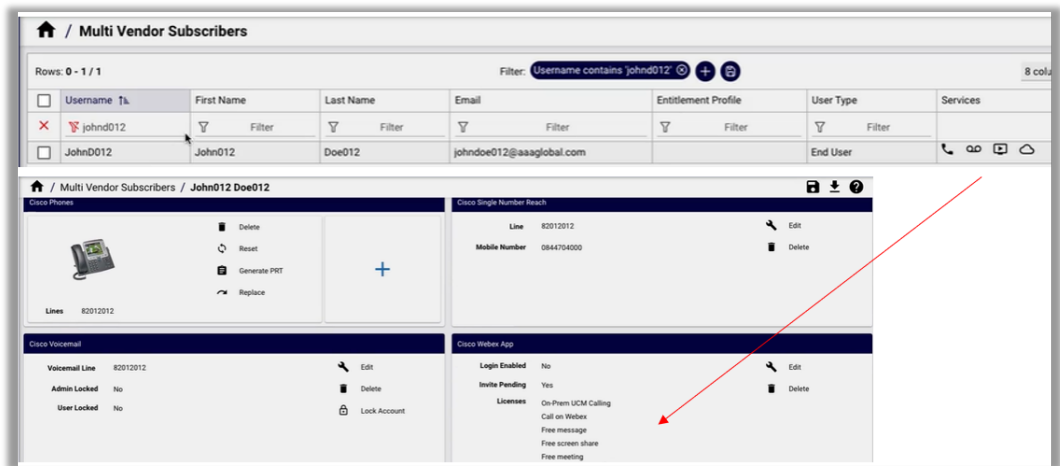 / Multi Vendor Subscribers
Rows: 0 - 1 / 1 Filter: Username contains 'johnd012' 8 colu
Username First Name Last Name Email Entitlement Profile User Type Services
johnd012 Filter Filter Filter Filter Filter
JohnD012 John012 Doe012 johndoe012@aaaglobal.com End User
/ Multi Vendor Subscribers / John012 Doe012
Cisco Phones
Delete
Reset
Generate PRT
Replace
Lines 82012012
Cisco Single Number Reach
Line 82012012 Edit
Mobile Number 0844704000 Delete
Cisco Voicemail
Voicemail Line 82012012 Edit
Admin Locked No Delete
User Locked No Lock Account
Cisco Webex App
Login Enabled No Edit
Invite Pending Yes Delete
Licenses On-Prem UCM Calling
Call on Webex
Free message
Free screen share
Free meeting